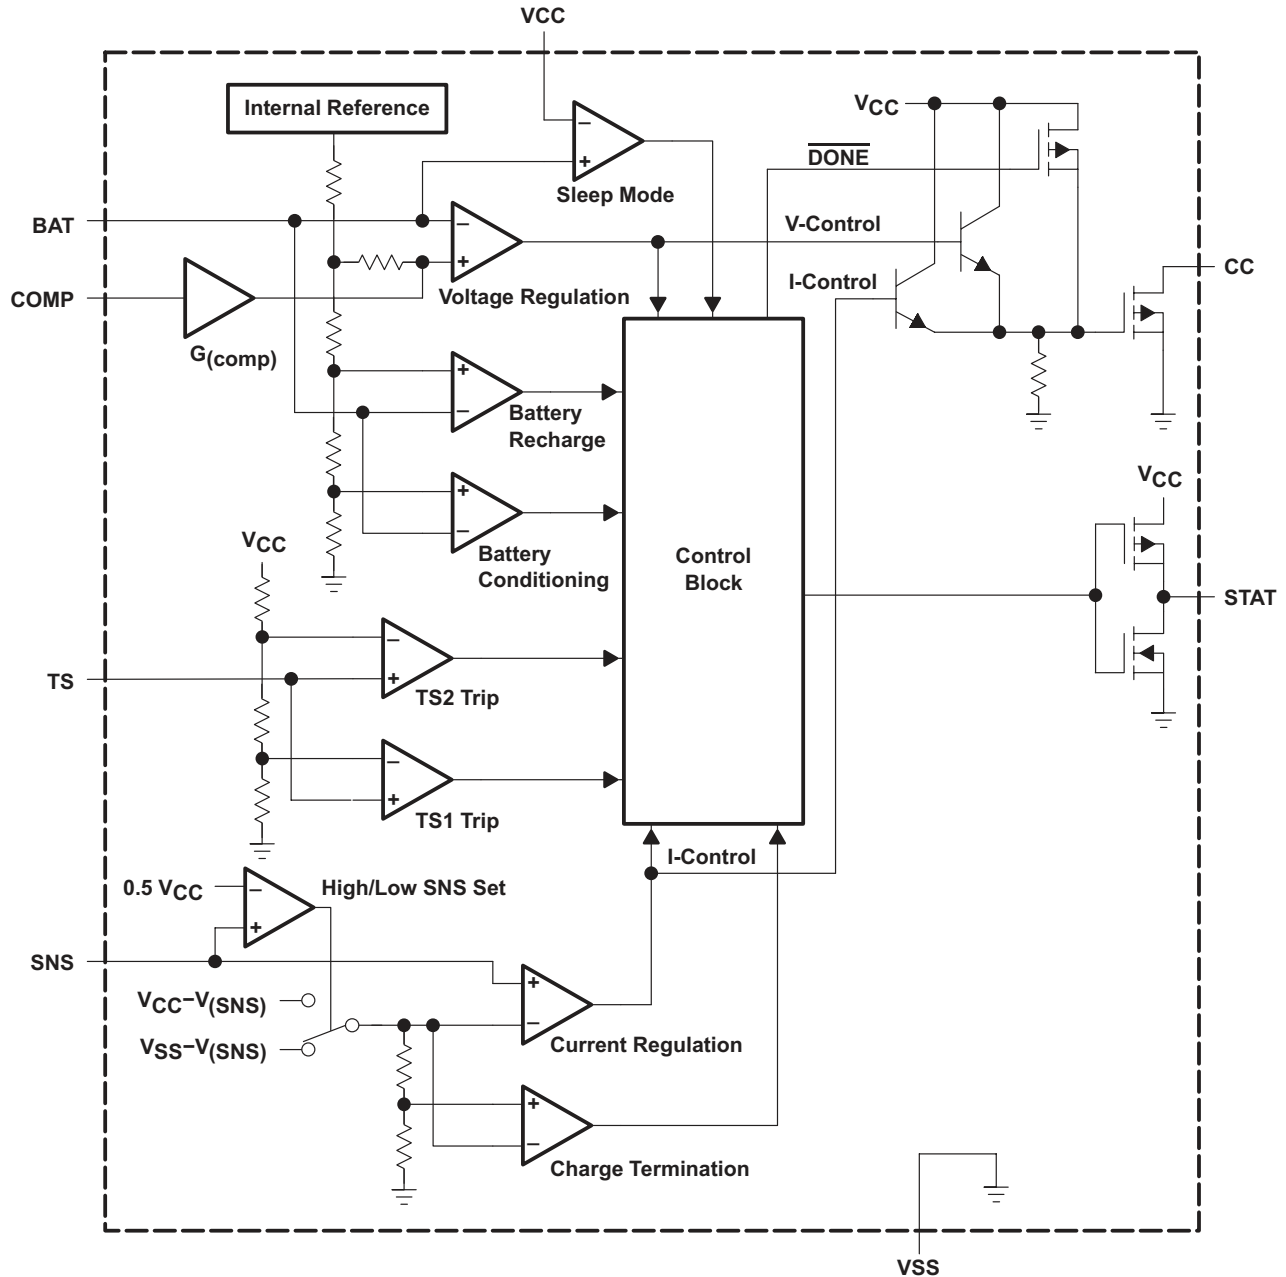 VCC
Internal Reference
VCC
DONE
−
+
Sleep Mode
BAT
−
+
V-Control
Voltage Regulation
I-Control
CC
COMP
G(comp)
+
−
Battery
Recharge
+
−
Battery
Conditioning
VCC
VCC
Control
Block
STAT
−
+
TS2 Trip
TS
−
+
TS1 Trip
I-Control
0.5 VCC
−
+
High/Low SNS Set
SNS
+
−
Current Regulation
VCC−V(SNS)
VSS−V(SNS)
+
−
Charge Termination
VSS